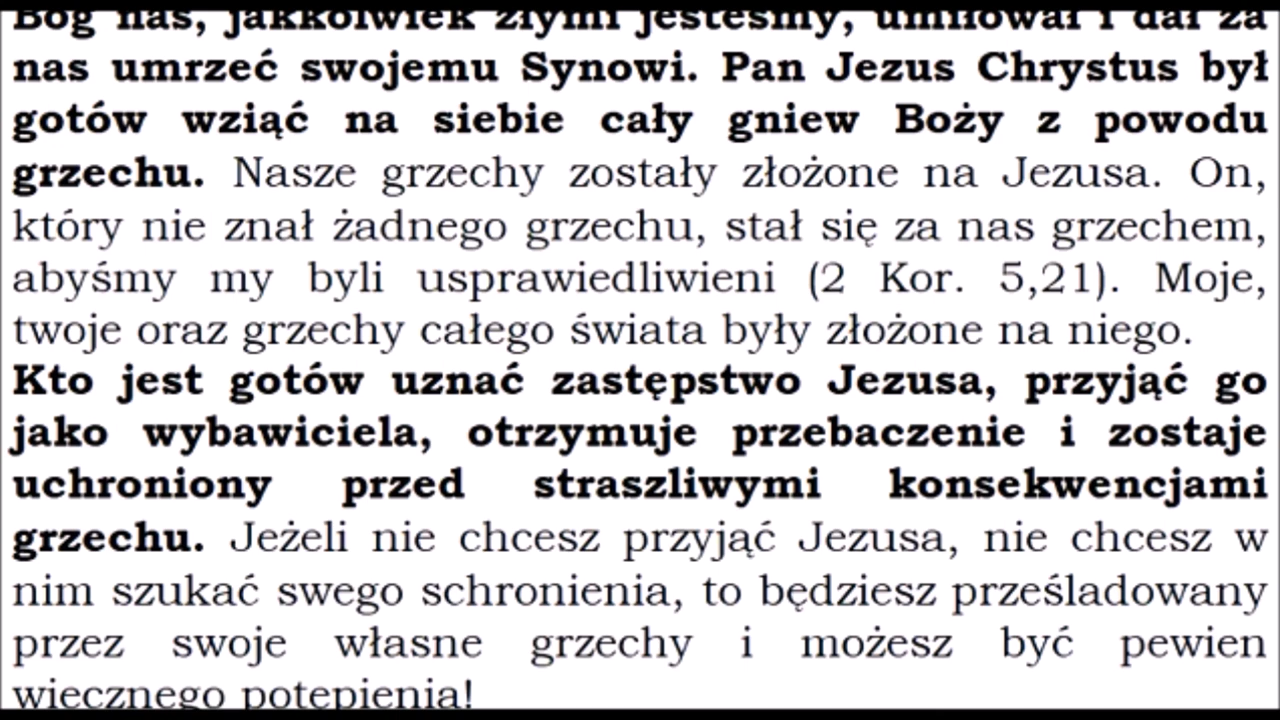 Bóg nas, jakkolwiek złymi jesteśmy, umiłował i dał za
nas umrzeć swojemu Synowi. Pan Jezus Chrystus był
gotów wziąć na siebie cały gniew Boży z powodu
grzechu. Nasze grzechy zostały złożone na Jezusa. On,
który nie znał żadnego grzechu, stał się za nas grzechem,
abyśmy my byli usprawiedliwieni (2 Kor. 5,21). Moje,
twoje oraz grzechy całego świata były złożone na niego.
Kto jest gotów uznać zastępstwo Jezusa, przyjąć go
jako wybawiciela, otrzymuje przebaczenie i zostaje
uchroniony przed straszliwymi konsekwencjami
grzechu. Jeżeli nie chcesz przyjąć Jezusa, nie chcesz w
nim szukać swego schronienia, to będziesz prześladowany
przez swoje własne grzechy i możesz być pewien
wiecznego potępienia!